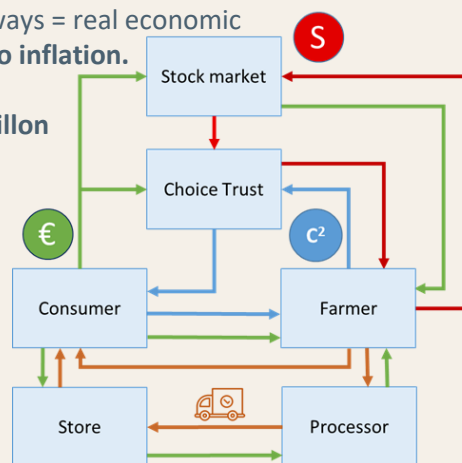 ways = real economic
o inflation.
S
Stock market
illon
Choice Trust
€
c²
Consumer
Farmer
Store
Processor